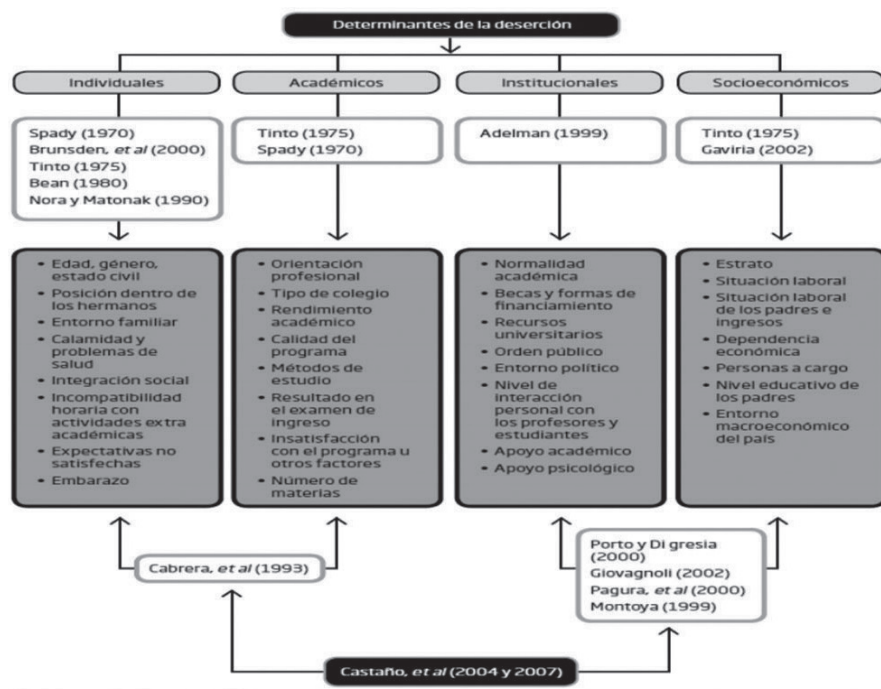 Determinantes de la deserción
Individuales
Académicos
Institucionales
Socioeconómicos
Spady (1970)
Brunsden, et al (2000)
Tinto (1975)
Bean (1980)
Nora y Matonak (1990)
Tinto (1975)
Spady (1970)
Adelman (1999)
Tinto (1975)
Gaviria (2002)
• Edad, género,
estado civil
• Posición dentro de
los hermanos
• Entorno familiar
• Calamidad y
problemas de
salud
• Integración social
• Incompatibilidad
horaria con
actividades extra
académicas
• Expectativas no
satisfechas
• Embarazo
• Orientación
profesional
• Tipo de colegio
• Rendimiento
académico
• Calidad del
programa
• Métodos de
estudio
• Resultado en
el examen de
ingreso
• Insatisfacción
con el programa u
otros factores
• Número de
materias
• Normalidad
académica
• Becas y formas de
financiamiento
• Recursos
universitarios
• Orden público
• Entorno político
• Nivel de
interacción
personal con
los profesores y
estudiantes
• Apoyo académico
• Apoyo psicológico
• Estrato
• Situación laboral
• Situación laboral
de los padres e
ingresos
• Dependencia
económica
• Personas a cargo
• Nivel educativo de
los padres
• Entorno
macroeconómico
del país
Cabrera, et al (1993)
Porto y Di gresia
(2000)
Giovagnoli (2002)
Pagura, et al (2000)
Montoya (1999)
Castaño, et al (2004 y 2007)